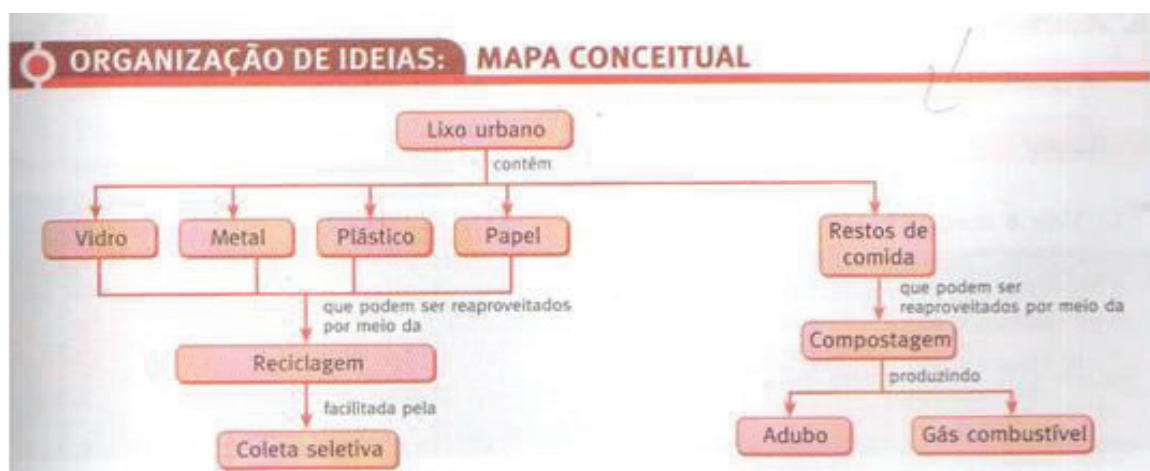 ORGANIZAÇÃO DE IDEIAS: MAPA CONCEITUAL
Lixo urbano
contêm
Vidro
Metal
Plástico
Papel
Restos de
comida
que podem ser reaproveitados
por meio da
que podem ser
reaproveitados por meio da
Reciclagem
Compostagem
facilitada pela
produzindo
Coleta seletiva
Adubo
Gás combustível